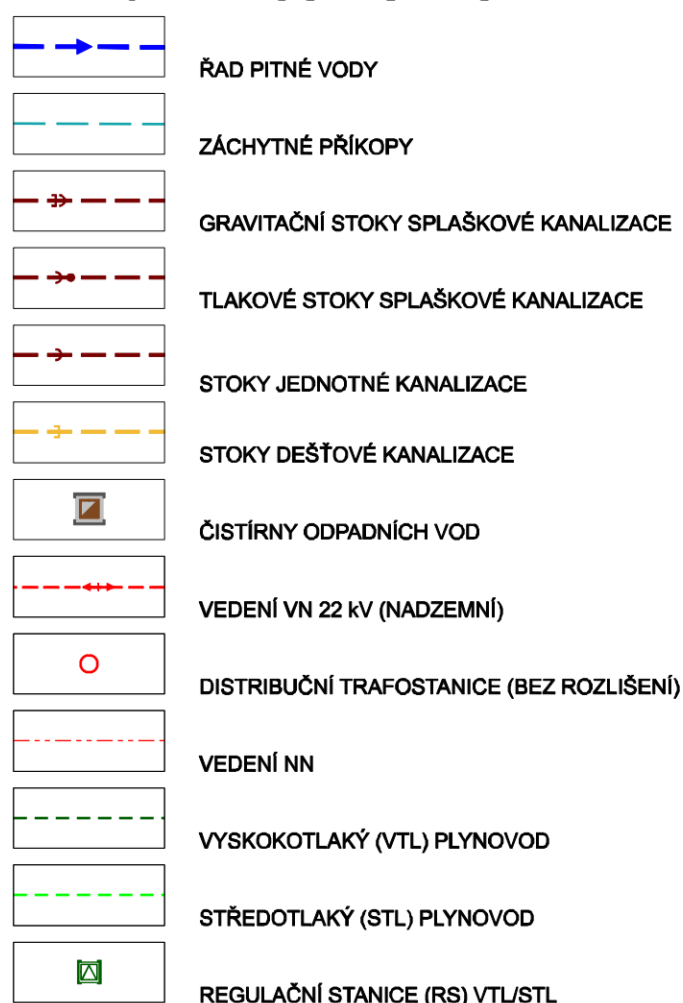 ŘAD PITNÉ VODY
ZÁCHYTNÉ PŘÍKOPY
GRAVITAČNÍ STOKY SPLAŠKOVÉ KANALIZACE
TLAKOVÉ STOKY SPLAŠKOVÉ KANALIZACE
STOKY JEDNOTNÉ KANALIZACE
STOKY DEŠŤOVÉ KANALIZACE
ČISTÍRNY ODPADNÍCH VOD
VEDENÍ VN 22 kV (NADZEMNÍ)
DISTRIBUČNÍ TRAFOSTANICE (BEZ ROZLIŠENÍ)
VEDENÍ NN
VYSKOKOTLAKÝ (VTL) PLYNOVOD
STŘEDOTLAKÝ (STL) PLYNOVOD
REGULAČNÍ STANICE (RS) VTL/STL